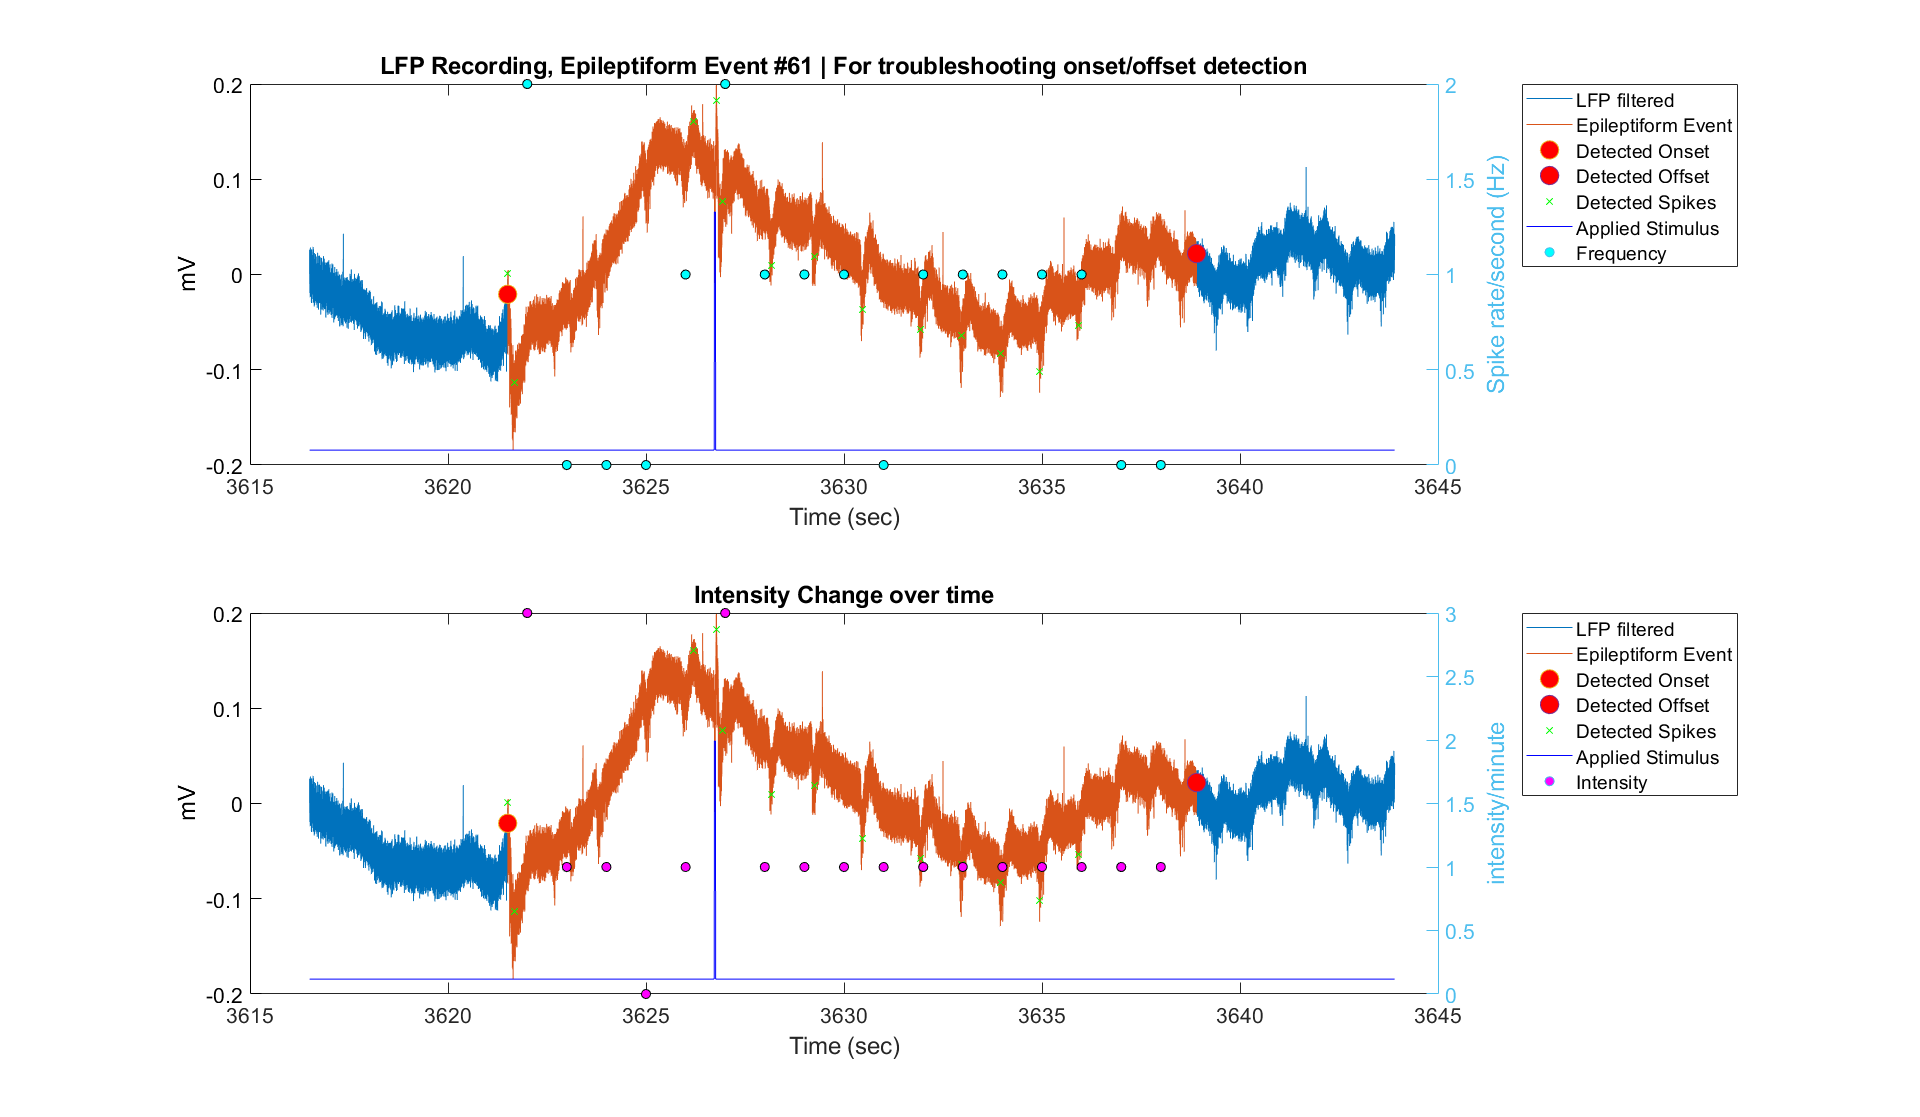 LFP Recording, Epileptiform Event #61 | For troubleshooting onset/offset detection
0.2
0.1
0
-0.1
-0.2
mV
2
1.5
1
0.5
0
Spike rate/second (Hz)
3615 3620 3625 3630 3635 3640 3645
Time (sec)
LFP filtered
Epileptiform Event
Detected Onset
Detected Offset
Detected Spikes
Applied Stimulus
Frequency
Intensity Change over time
0.2
0.1
0
-0.1
-0.2
mV
3
2.5
2
1.5
1
0.5
0
intensity/minute
3615 3620 3625 3630 3635 3640 3645
Time (sec)
LFP filtered
Epileptiform Event
Detected Onset
Detected Offset
Detected Spikes
Applied Stimulus
Intensity